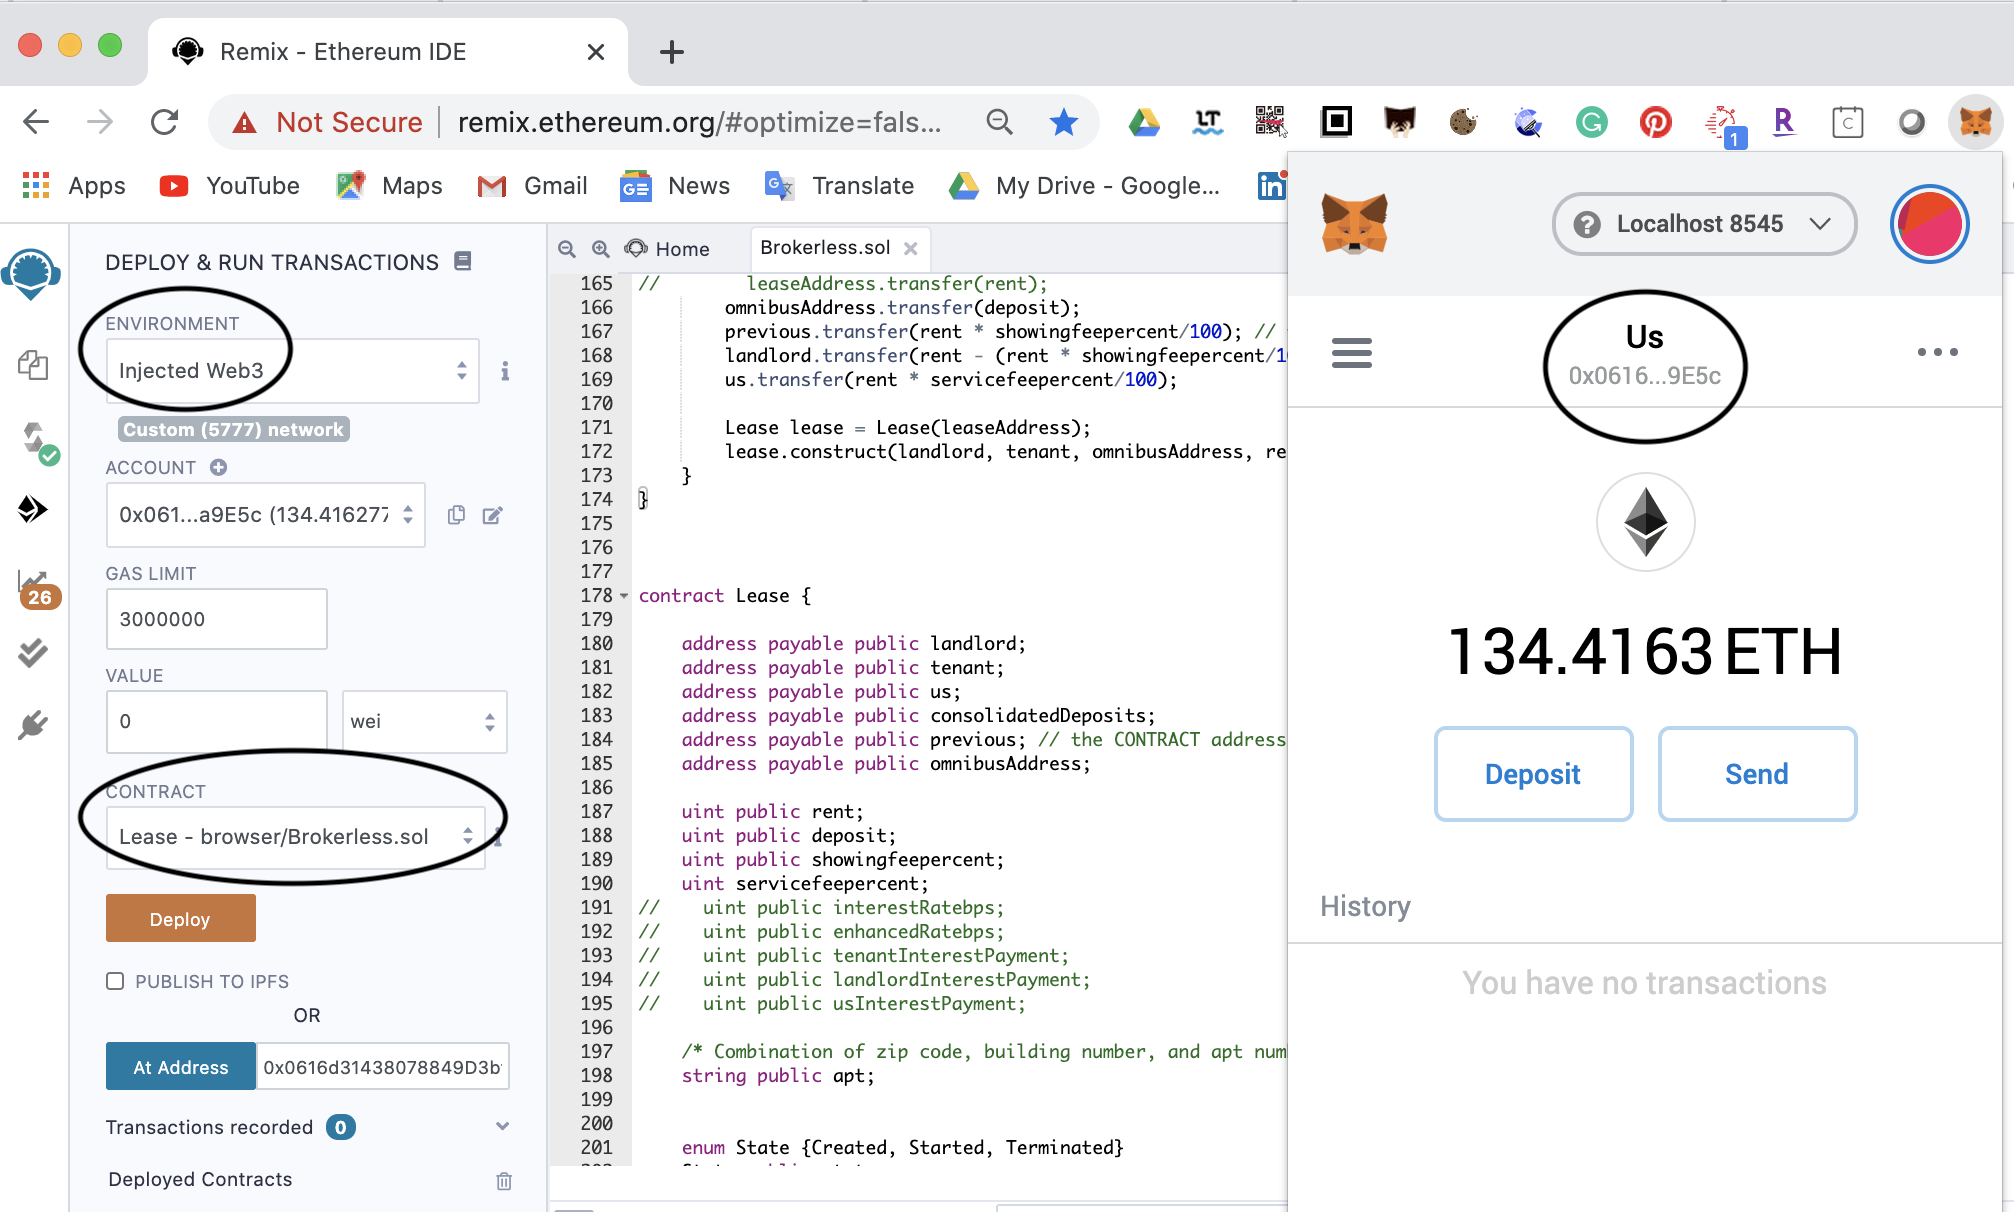 Remix - Ethereum IDE
Not Secure
remix.ethereum.org/#optimize=fals...
LT
G
1
R
C
Apps
YouTube
Maps
Gmail
GE
News
Translate
My Drive - Google...
in
DEPLOY & RUN TRANSACTIONS
ENVIRONMENT
Injected Web3
i
Custom (5777) network
ACCOUNT
0x061...a9E5c (134.416277
GAS LIMIT
3000000
26
VALUE
0
wei
CONTRACT
Lease - browser/Brokerless.sol
Deploy
PUBLISH TO IPFS
OR
At Address
0x0616d31438078849D3b
Transactions recorded 0
Deployed Contracts
Home
Brokerless.sol
165 // leaseAddress.transfer(rent);
166 omnibusAddress.transfer(deposit);
167 previous.transfer(rent * showingfeepercent/100); //
168 landlord.transfer(rent - (rent * showingfeepercent/1
169 us.transfer(rent * servicefeepercent/100);
170
171 Lease lease = Lease(leaseAddress);
172 lease.construct(landlord, tenant, omnibusAddress, re
173 }
174 }
175
176
177
178 contract Lease {
179
180 address payable public landlord;
181 address payable public tenant;
182 address payable public us;
183 address payable public consolidatedDeposits;
184 address payable public previous; // the CONTRACT address
185 address payable public omnibusAddress;
186
187 uint public rent;
188 uint public deposit;
189 uint public showingfeepercent;
190 uint servicefeepercent;
191 // uint public interestRatebps;
192 // uint public enhancedRatebps;
193 // uint public tenantInterestPayment;
194 // uint public landlordInterestPayment;
195 // uint public usInterestPayment;
196
197 /* Combination of zip code, building number, and apt num
198 string public apt;
199
200
201 enum State {Created, Started, Terminated}
Localhost 8545
Us
0x0616...9E5c
134.4163 ETH
Deposit
Send
History
You have no transactions